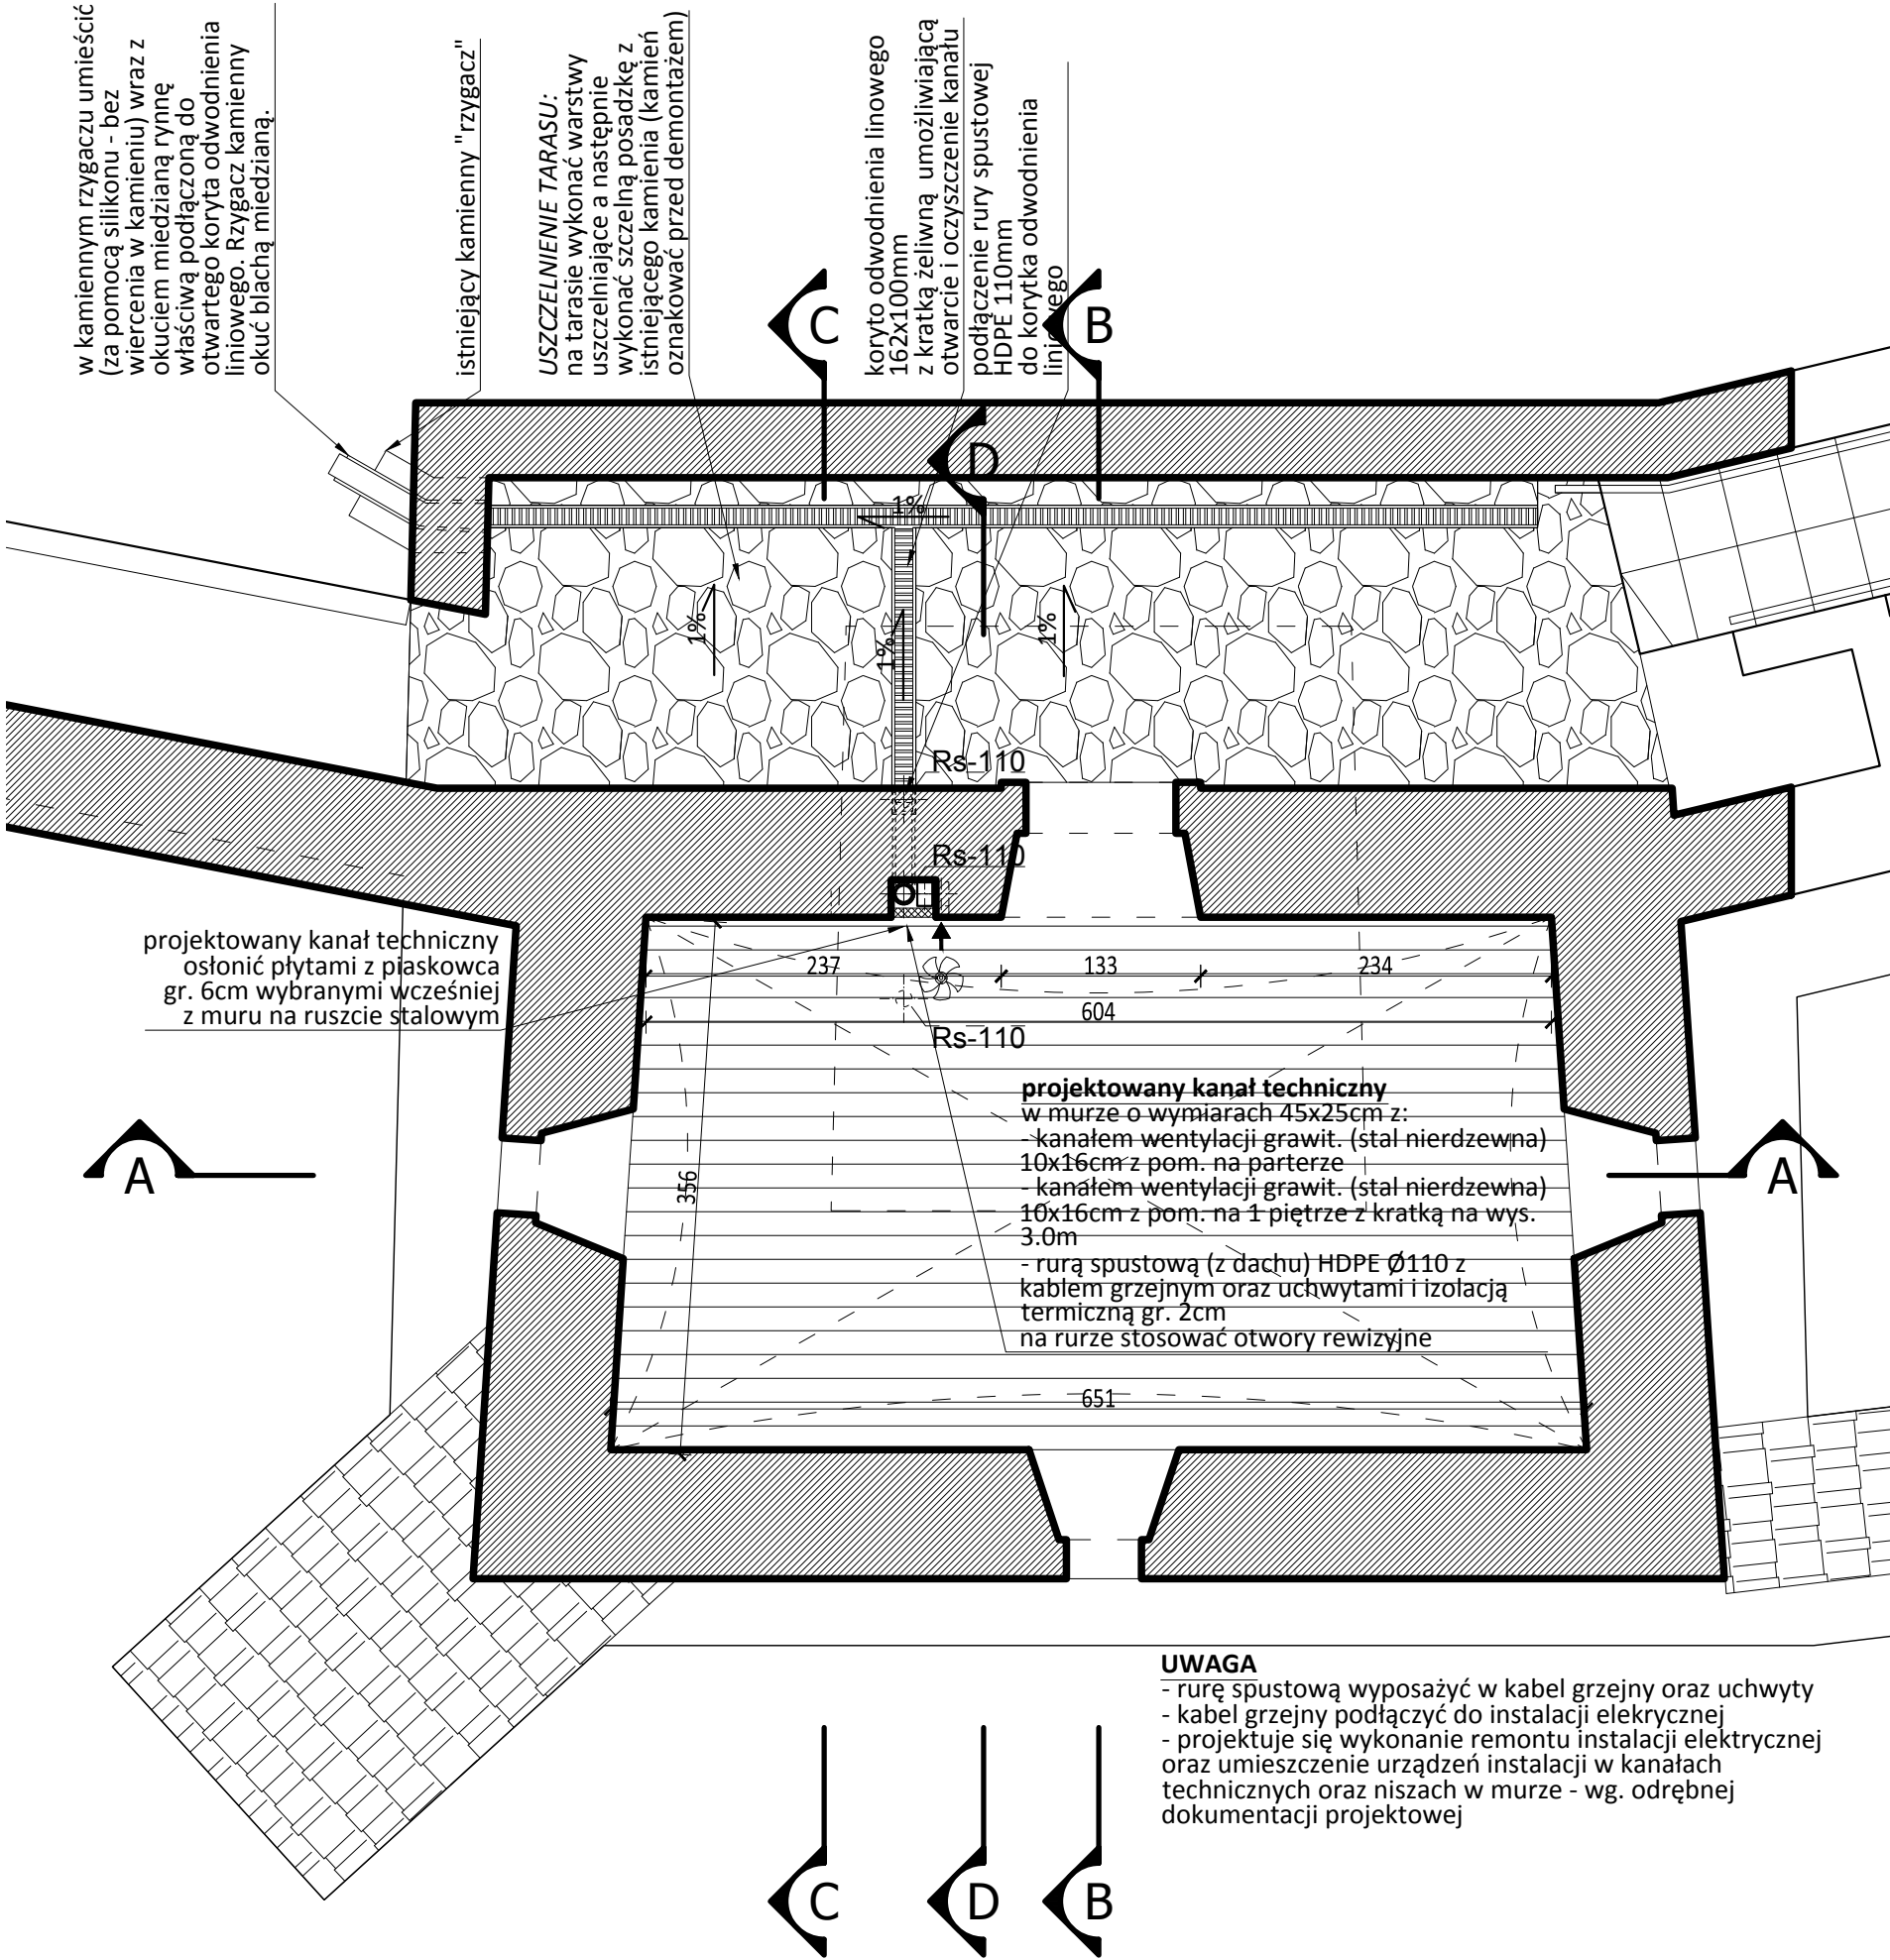 w kamiennym rzygaczu umieścić
(za pomocą silikonu - bez
wiercenia w kamieniu) wraz z
okuciem miedzianą rynnę
właściwą podłączoną do
otwartego koryta odwodnienia
liniowego. Rzygacz kamienny
okuć blachą miedzianą.
istniejący kamienny "rzygacz"
USZCZELNIENIE TARASU:
na tarasie wykonać warstwy
uszczelniające a następnie
wykonać szczelną posadzkę z
istniejącego kamienia (kamień
oznakować przed demontażem)
koryto odwodnienia linowego
162x100mm
z kratką żeliwną umożliwiającą
otwarcie i oczyszczenie kanału
podłączenie rury spustowej
HDPE 110mm
do korytka odwodnienia
liniowego
C
B
D
1%
1%
1%
1%
Rs-110
Rs-110
projektowany kanał techniczny
osłonić płytami z piaskowca
gr. 6cm wybranymi wcześniej
z muru na ruszcie stalowym
237
133
234
604
Rs-110
projektowany kanał techniczny
w murze o wymiarach 45x25cm z:
- kanałem wentylacji grawit. (stal nierdzewna)
10x16cm z pom. na parterze
- kanałem wentylacji grawit. (stal nierdzewna)
10x16cm z pom. na 1 piętrze z kratką na wys.
3.0m
- rurą spustową (z dachu) HDPE Ø110 z
kablem grzejnym oraz uchwytami i izolacją
termiczną gr. 2cm
na rurze stosować otwory rewizyjne
A
A
356
651
UWAGA
- rurę spustową wyposażyć w kabel grzejny oraz uchwyty
- kabel grzejny podłączyć do instalacji elekrycznej
- projektuje się wykonanie remontu instalacji elektrycznej
oraz umieszczenie urządzeń instalacji w kanałach
technicznych oraz niszach w murze - wg. odrębnej
dokumentacji projektowej
C
D
B